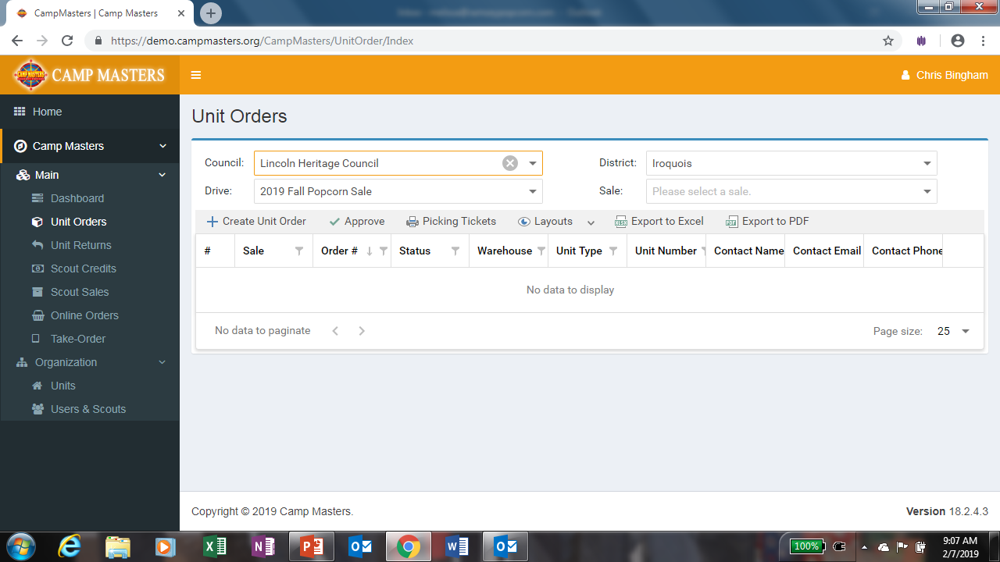 CampMasters | Camp Masters
https://demo.campmasters.org/CampMasters/UnitOrder/Index
CAMP MASTERS
Chris Bingham
Home
Camp Masters
Main
Dashboard
Unit Orders
Unit Returns
Scout Credits
Scout Sales
Online Orders
Take-Order
Organization
Units
Users & Scouts
Unit Orders
Council: Lincoln Heritage Council District: Iroquois
Drive: 2019 Fall Popcorn Sale Sale: Please select a sale.
Create Unit Order Approve Picking Tickets Layouts Export to Excel Export to PDF
# Sale Order # Status Warehouse Unit Type Unit Number Contact Name Contact Email Contact Phone
No data to display
No data to paginate Page size: 25
Copyright © 2019 Camp Masters. Version 18.2.4.3
100% 9:07 AM
2/7/2019